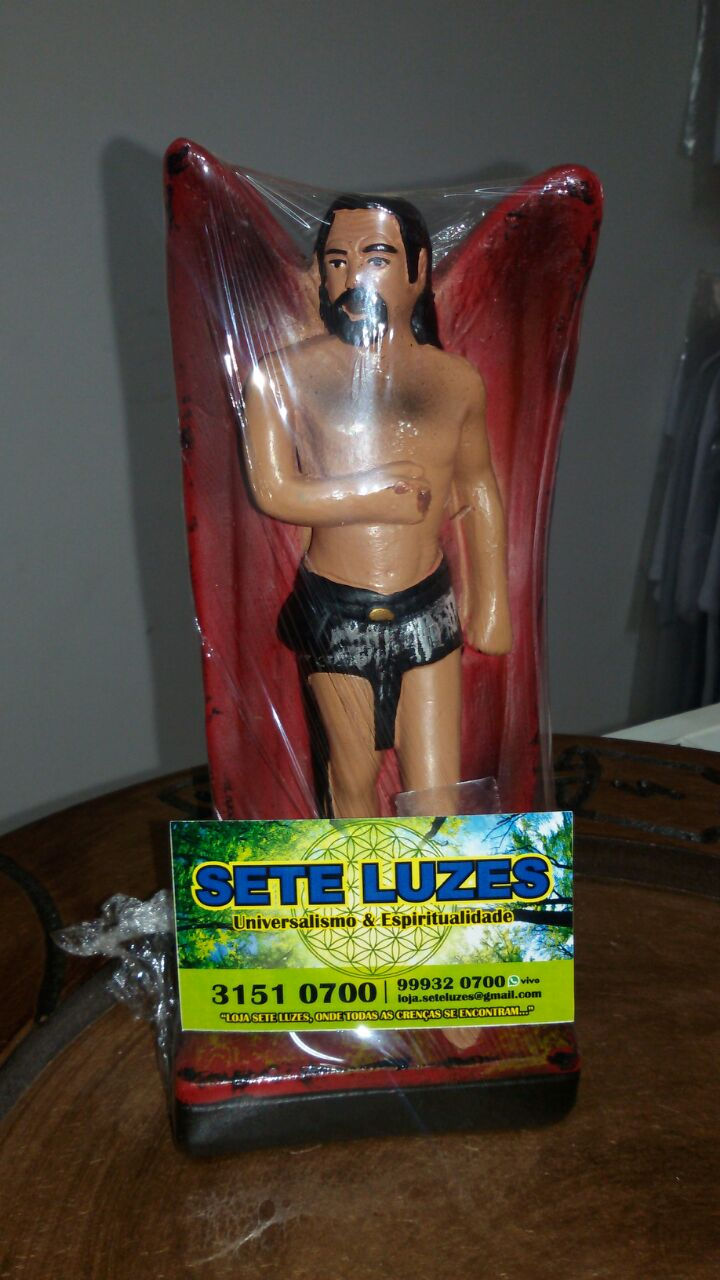 SETE LUZES
Universalismo & Espiritualidade
3151 0700 | 99932 0700 vivo
loja.seteluzes@gmail.com
"LOJA SETE LUZES, ONDE TODAS AS CRENÇAS SE ENCONTRAM..."